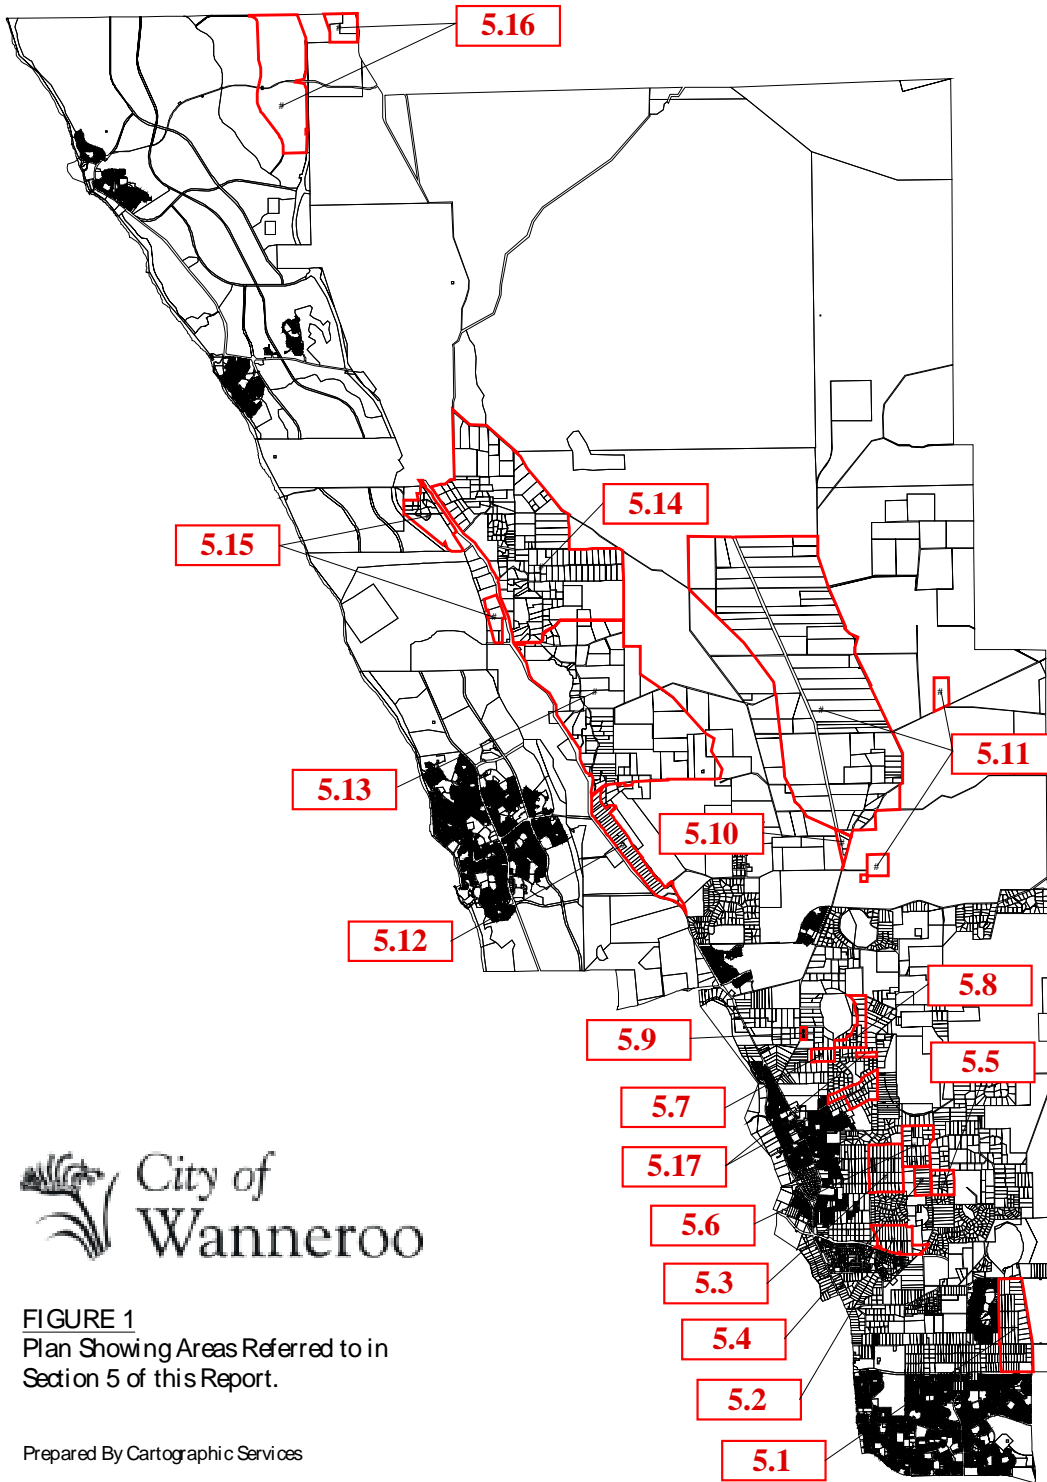 5.16
5.14
5.15
5.11
5.13
5.10
5.12
5.8
5.9
5.5
5.7
5.17
5.6
5.3
5.4
5.2
5.1
City of
Wanneroo
FIGURE 1
Plan Showing Areas Referred to in
Section 5 of this Report.
Prepared By Cartographic Services